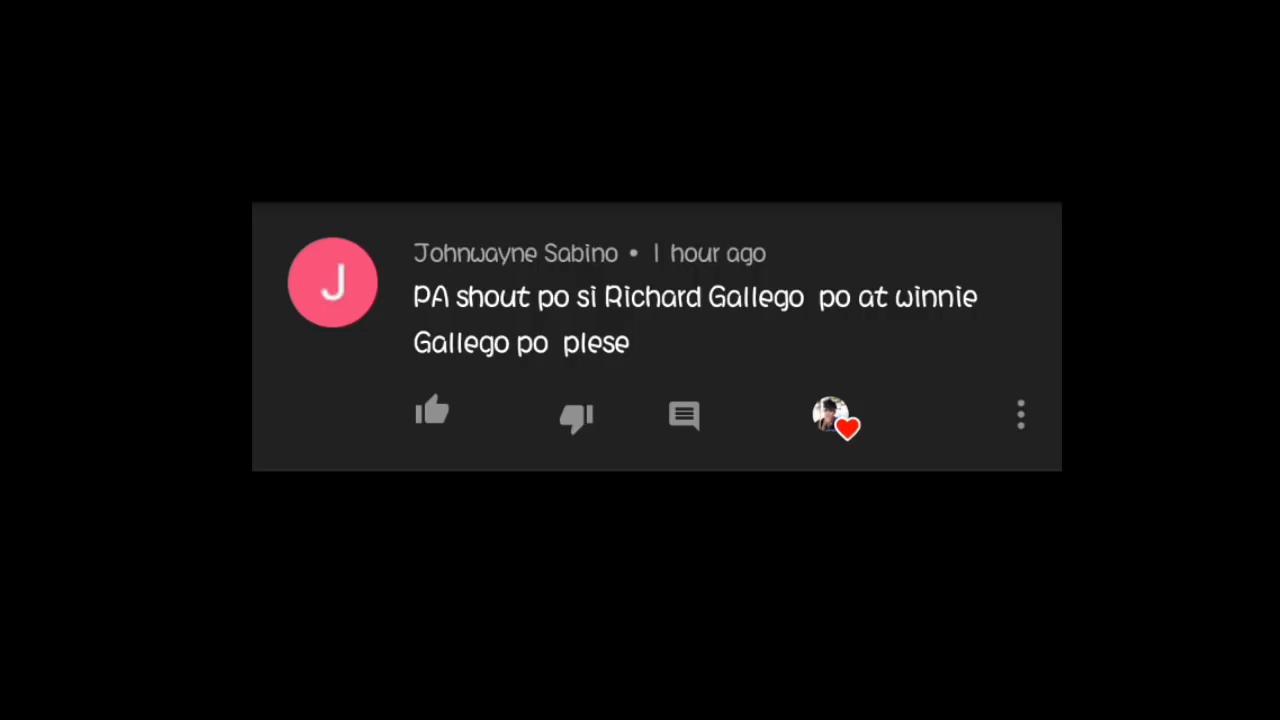 J
Johnwayne Sabino • 1 hour ago
PA shout po si Richard Gallego po at winnie
Gallego po plese